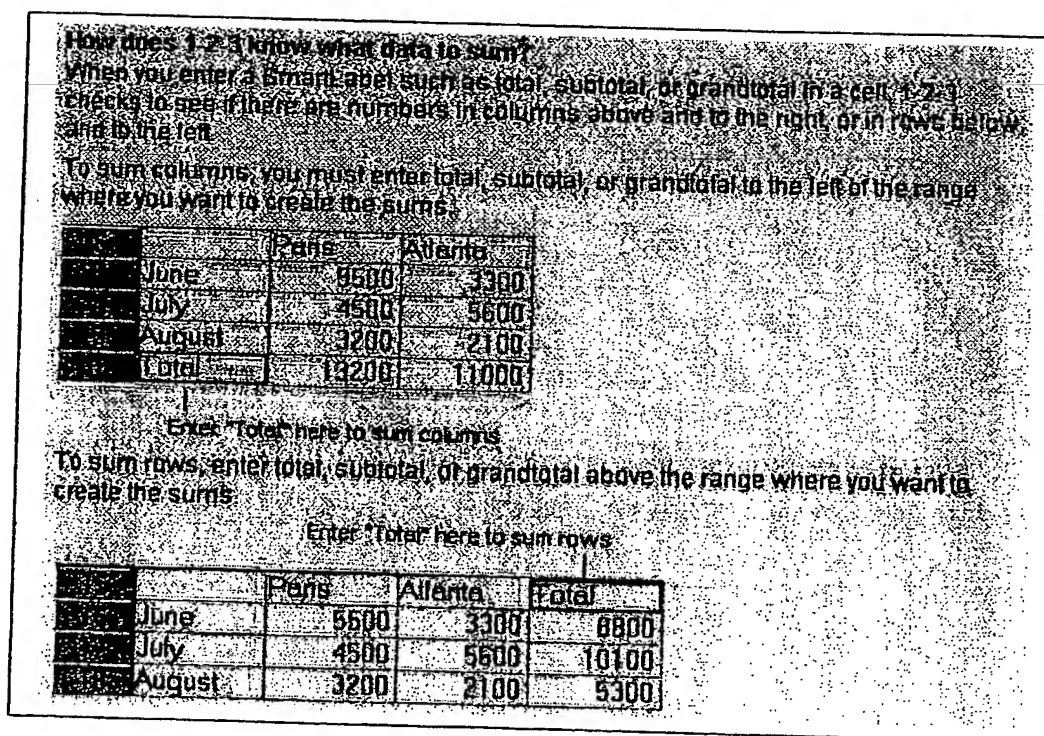 How does 1-2-3 know what data to sum?
When you enter a SmartLabel such as total, subtotal, or grandtotal in a cell, 1-2-3
checks to see if there are numbers in columns above and to the right, or in rows below
and to the left.
To sum columns, you must enter total, subtotal, or grandtotal to the left of the range
where you want to create the sums.
Paris Atlanta
June 5500 3300
July 4500 5600
August 3200 2100
Total 13200 11000
Enter "Total" here to sum columns
To sum rows, enter total, subtotal, or grandtotal above the range where you want to
create the sums
Enter "Total" here to sum rows
Paris Atlanta Total
June 5500 3300 8800
July 4500 5600 10100
August 3200 2100 5300